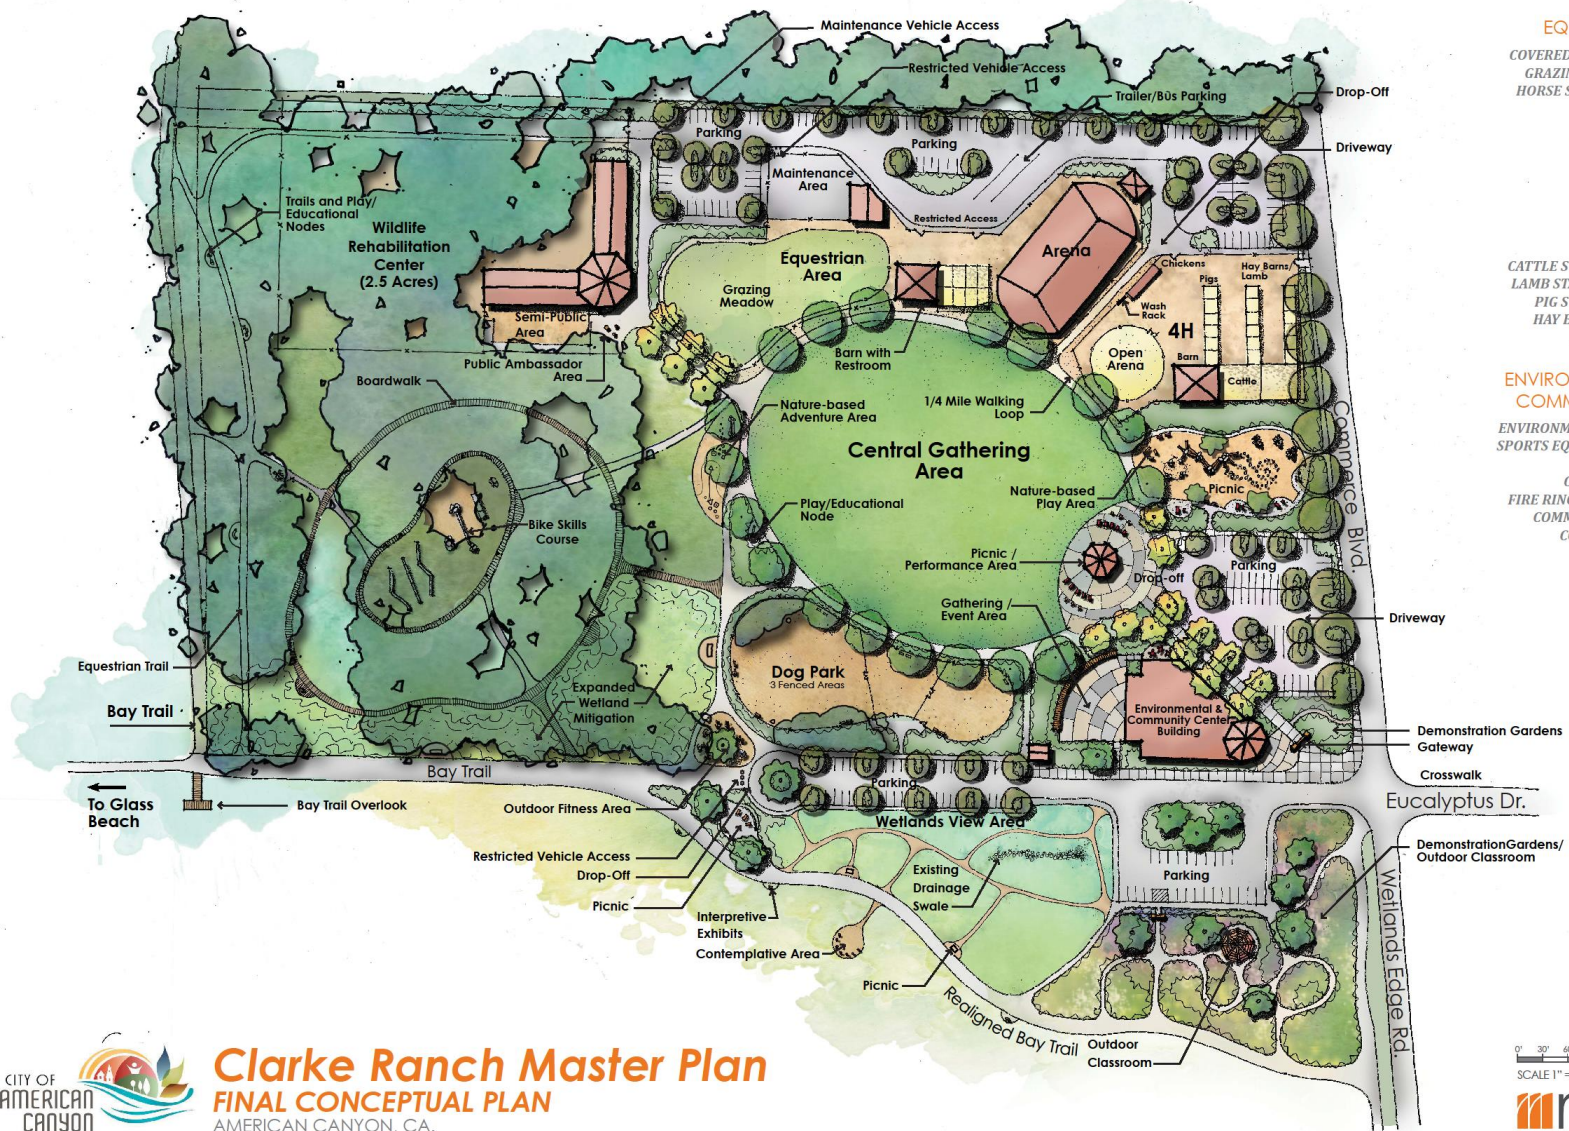 Maintenance Vehicle Access
EQ
COVERED
GRAZIN
HORSE S
Restricted Vehicle Access
Trailer/Bus Parking
Drop-Off
Parking
Parking
Driveway
Maintenance
Area
Restricted Access
Trails and Play/
Educational
Nodes
Wildlife
Rehabilitation
Center
(2.5 Acres)
Equestrian
Area
Grazing
Meadow
Arena
Chickens
Pigs
Hay Barns/
Lamb
Wash
Rack
4H
Semi-Public
Area
Public Ambassador
Area
Barn with
Restroom
Open
Arena
Barn
Cattle
CATTLE S
LAMB ST
PIG S
HAY B
Boardwalk
Nature-based
Adventure Area
1/4 Mile Walking
Loop
Central Gathering
Area
Commerce Blvd.
ENVIRO
COMM
ENVIRONM
SPORTS EQ
FIRE RING
COMM
Nature-based
Play Area
Picnic
Play/Educational
Node
Bike Skills
Course
Picnic /
Performance Area
Drop-off
Parking
Gathering /
Event Area
Driveway
Equestrian Trail
Dog Park
3 Fenced Areas
Expanded
Wetland
Mitigation
Bay Trail
Environmental &
Community Center
Building
Demonstration Gardens
Gateway
Crosswalk
Bay Trail
To Glass
Beach
Bay Trail Overlook
Outdoor Fitness Area
Parking
Wetlands View Area
Eucalyptus Dr.
Restricted Vehicle Access
Drop-Off
Picnic
Existing
Drainage
Swale
Parking
DemonstrationGardens/
Outdoor Classroom
Interpretive
Exhibits
Contemplative Area
Picnic
Wetlands Edge Rd.
Realigned Bay Trail
Outdoor
Classroom
CITY OF
AMERICAN
CANYON
Clarke Ranch Master Plan
FINAL CONCEPTUAL PLAN
AMERICAN CANYON, CA.
0' 30' 60
SCALE 1" =